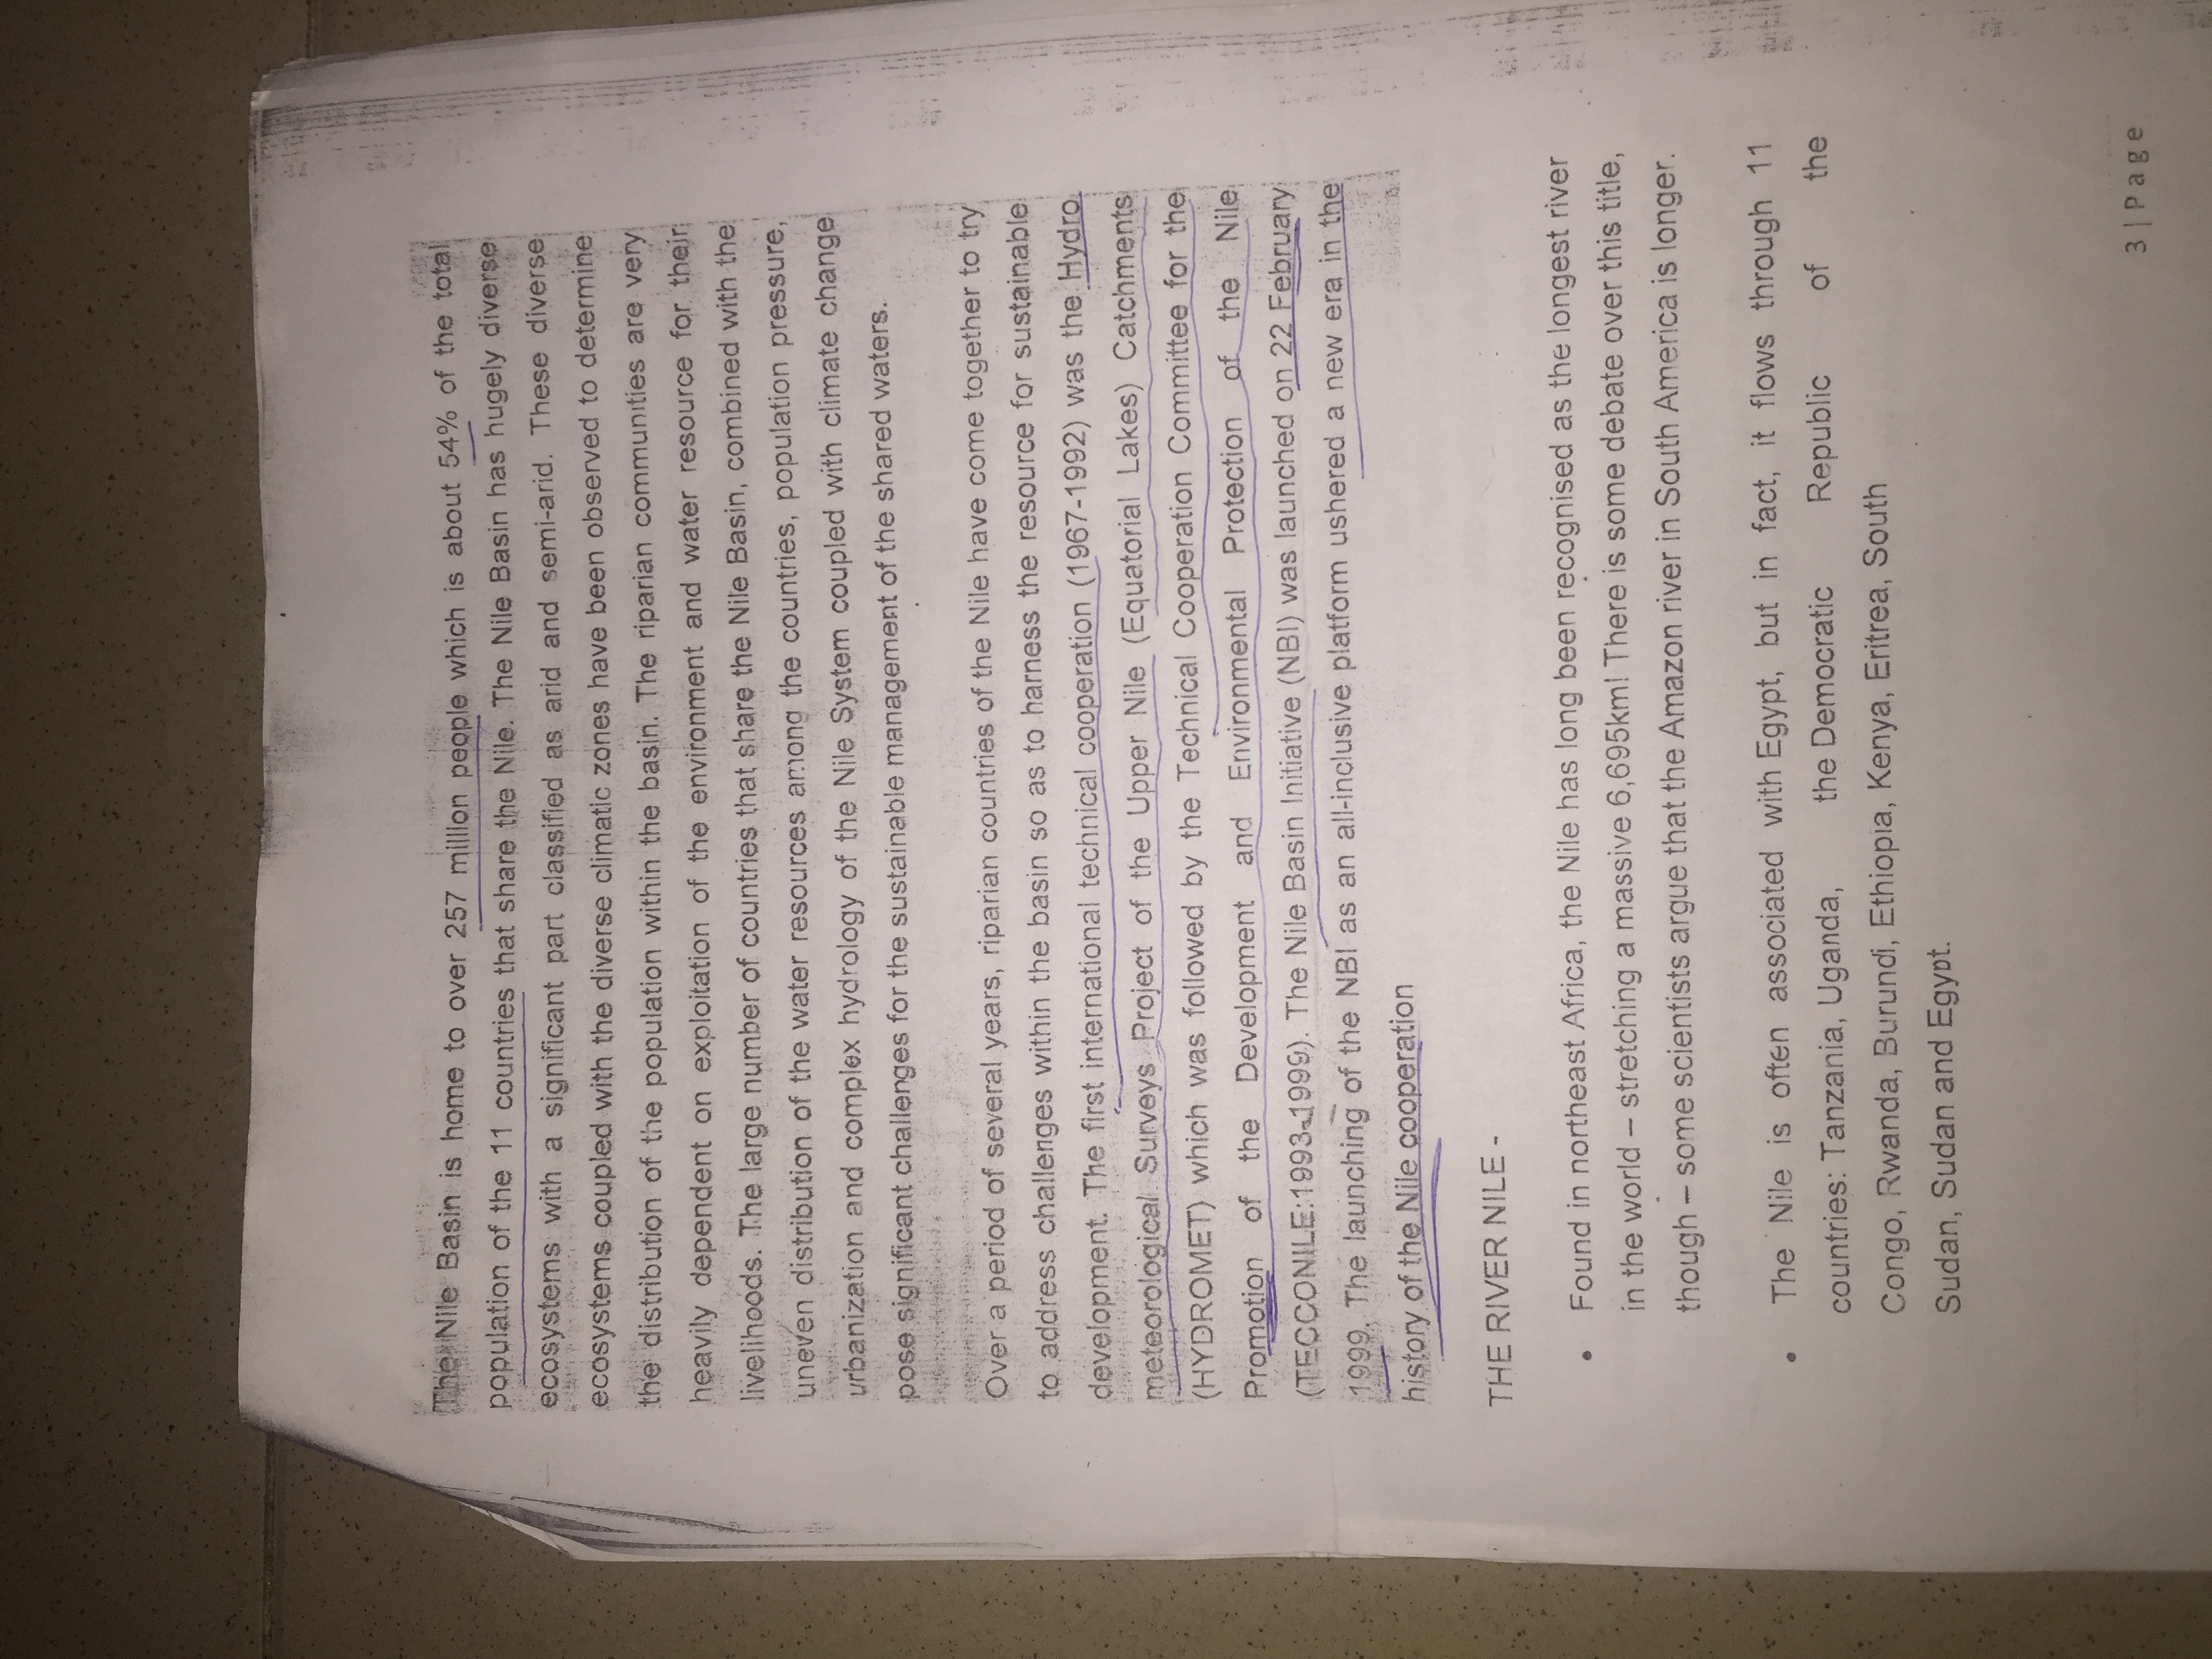 The Nile Basin is home to over 257 million people which is about 54% of the total
population of the 11 countries that share the Nile. The Nile Basin has hugely diverse
ecosystems with a significant part classified as arid and semi-arid. These diverse
ecosystems coupled with the diverse climatic zones have been observed to determine
the distribution of the population within the basin. The riparian communities are very
heavily dependent on exploitation of the environment and water resource for their
livelihoods. The large number of countries that share the Nile Basin, combined with the
uneven distribution of the water resources among the countries, population pressure,
urbanization and complex hydrology of the Nile System coupled with climate change
pose significant challenges for the sustainable management of the shared waters.
Over a period of several years, riparian countries of the Nile have come together to try
to address challenges within the basin so as to harness the resource for sustainable
development. The first international technical cooperation (1967-1992) was the Hydro
meteorological Surveys Project of the Upper Nile (Equatorial Lakes) Catchments
(HYDROMET) which was followed by the Technical Cooperation Committee for the
Promotion of the Development and Environmental Protection of the Nile
(TECCONILE:1993-1999). The Nile Basin Initiative (NBI) was launched on 22 February
1999. The launching of the NBI as an all-inclusive platform ushered a new era in the
history of the Nile cooperation
THE RIVER NILE -
• Found in northeast Africa, the Nile has long been recognised as the longest river
in the world – stretching a massive 6,695km! There is some debate over this title,
though – some scientists argue that the Amazon river in South America is longer.
• The Nile is often associated with Egypt, but in fact, it flows through 11
countries: Tanzania, Uganda, the Democratic Republic of the
Congo, Rwanda, Burundi, Ethiopia, Kenya, Eritrea, South
Sudan, Sudan and Egypt.
3 | Page